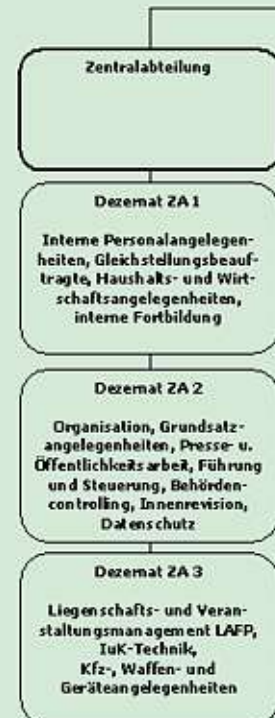 Zentralabteilung
Dezernat ZA 1
Interne Personalangelegen-
heiten, Gleichstellungsbeauf-
tragte, Haushalts- und Wirt-
schaftsangelegenheiten,
interne Fortbildung
Dezernat ZA 2
Organisation, Grundsatz-
angelegenheiten, Presse- u.
Öffentlichkeitsarbeit, Führung
und Steuerung, Behörden-
controlling, Innenrevision,
Datenschutz
Dezernat ZA 3
Liegenschafts- und Veran-
staltungsmanagement LAFP,
IuK-Technik,
Kfz-, Waffen- und
Geräteangelegenheiten